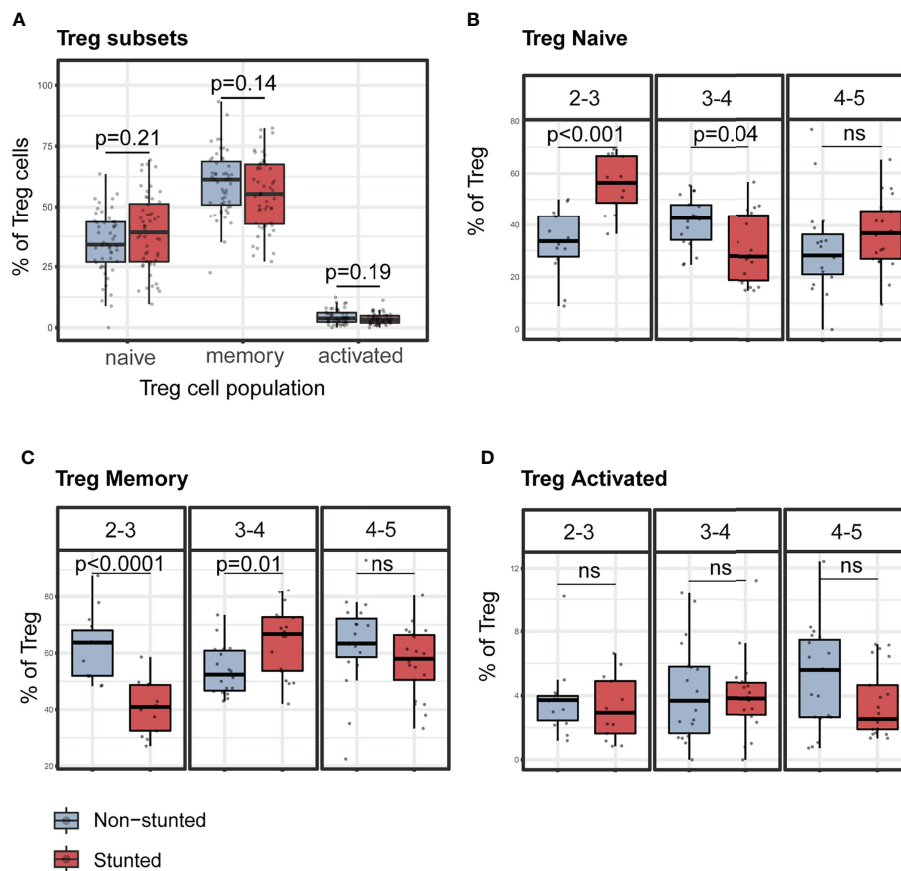 A
Treg subsets
% of Treg cells
100
75
50
25
0
p=0.21
p=0.14
p=0.19
naive
memory
activated
Treg cell population
B
Treg Naive
% of Treg
80
60
40
20
0
2-3
3-4
4-5
p<0.001
p=0.04
ns
C
Treg Memory
% of Treg
80
60
40
20
2-3
3-4
4-5
p<0.0001
p=0.01
ns
D
Treg Activated
% of Treg
12
8
4
0
2-3
3-4
4-5
ns
ns
ns
Non−stunted
Stunted